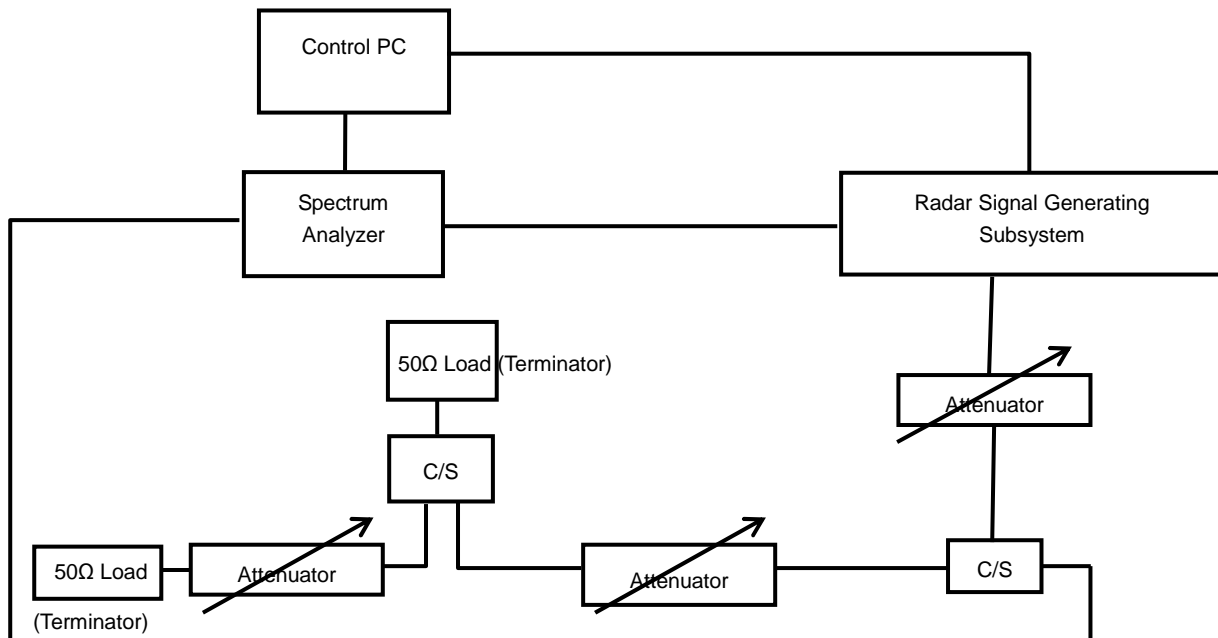 Control PC
Spectrum
Analyzer
Radar Signal Generating
Subsystem
50Ω Load (Terminator)
Attenuator
C/S
50Ω Load
(Terminator)
Attenuator
Attenuator
C/S